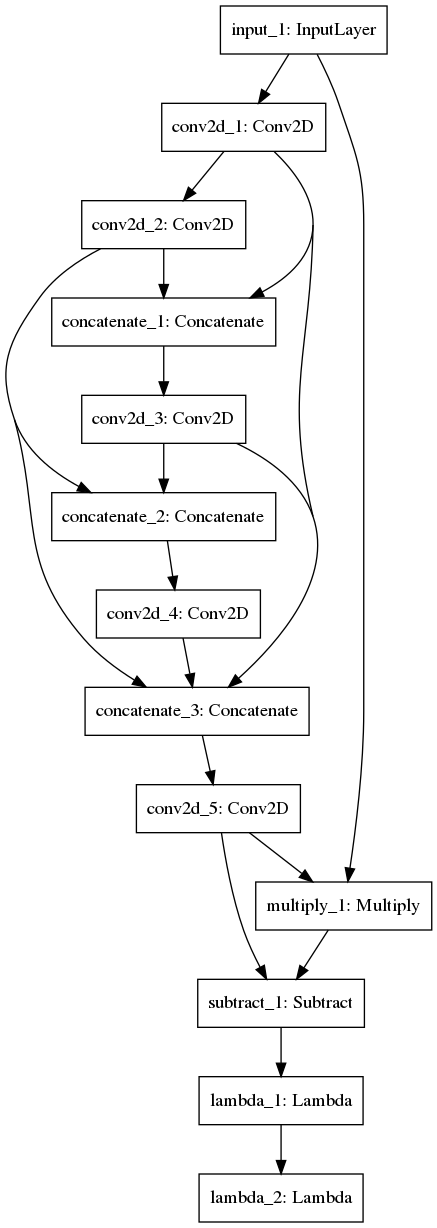 input_1: InputLayer
conv2d_1: Conv2D
conv2d_2: Conv2D
concatenate_1: Concatenate
conv2d_3: Conv2D
concatenate_2: Concatenate
conv2d_4: Conv2D
concatenate_3: Concatenate
conv2d_5: Conv2D
multiply_1: Multiply
subtract_1: Subtract
lambda_1: Lambda
lambda_2: Lambda